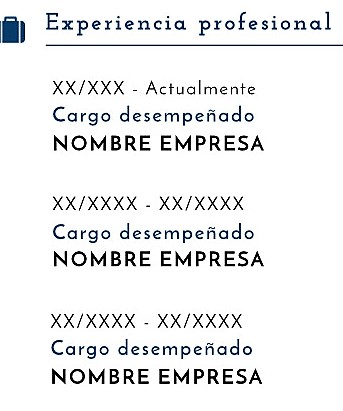 Experiencia profesional
XX/XXX - Actualmente
Cargo desempeñado
NOMBRE EMPRESA
XX/XXXX - XX/XXXX
Cargo desempeñado
NOMBRE EMPRESA
XX/XXXX - XX/XXXX
Cargo desempeñado
NOMBRE EMPRESA